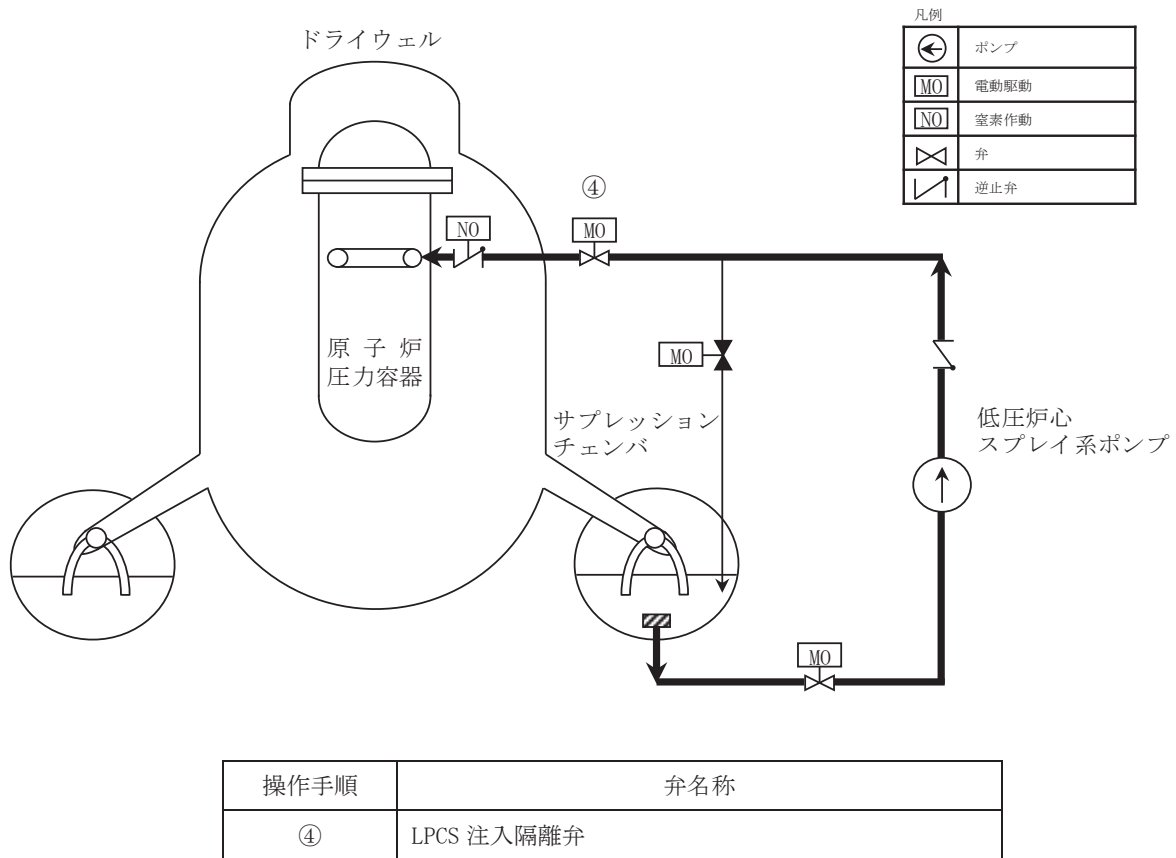 凡例
ポンプ
MO 電動駆動
NO 窒素作動
弁
逆止弁
ドライウェル
④
NO
MO
原子炉
圧力容器
MO
サプレッション
チェンバ
低圧炉心
スプレイ系ポンプ
MO
操作手順 弁名称
④ LPCS 注入隔離弁